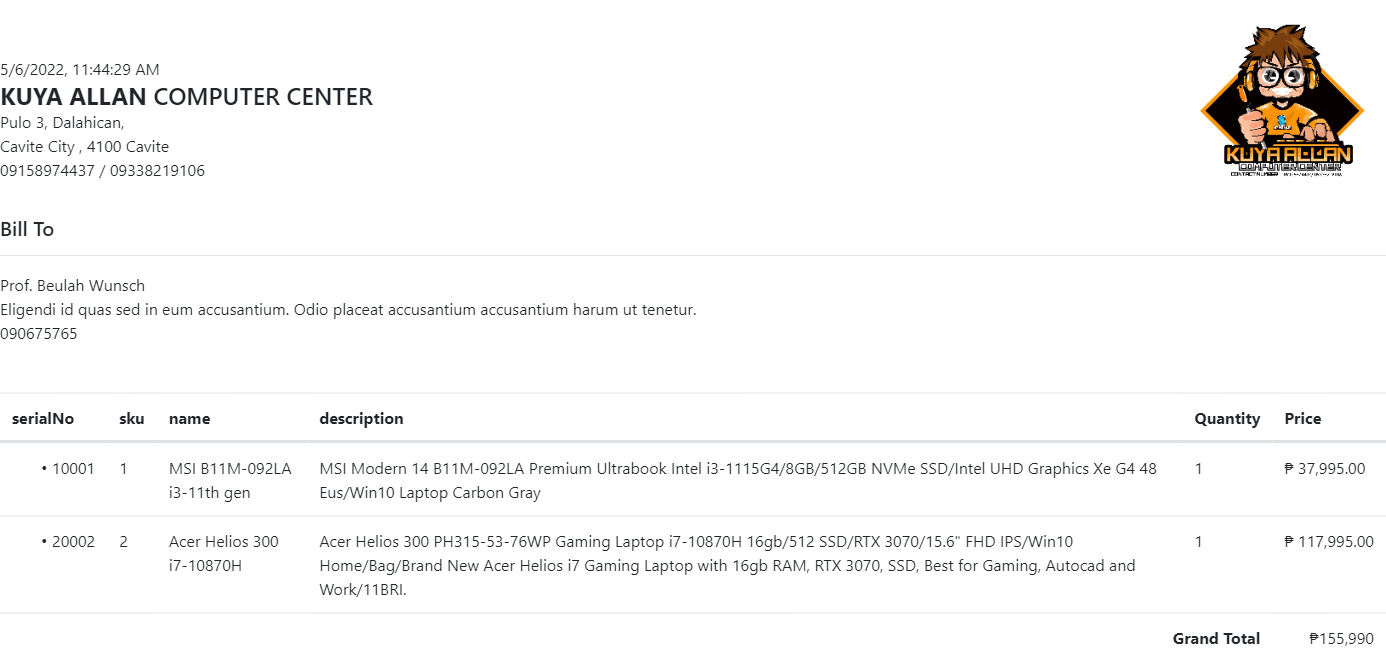 5/6/2022, 11:44:29 AM
KUYA ALLAN COMPUTER CENTER
Pulo 3, Dalahican,
Cavite City , 4100 Cavite
09158974437 / 09338219106
KUYA ALLAN
COMPUTER CENTER
CONTACT NUMBER
Bill To
Prof. Beulah Wunsch
Eligendi id quas sed in eum accusantium. Odio placeat accusantium accusantium harum ut tenetur.
090675765
serialNo sku name description Quantity Price
• 10001 1 MSI B11M-092LA MSI Modern 14 B11M-092LA Premium Ultrabook Intel i3-1115G4/8GB/512GB NVMe SSD/Intel UHD Graphics Xe G4 48 1 ₱ 37,995.00
i3-11th gen Eus/Win10 Laptop Carbon Gray
• 20002 2 Acer Helios 300 Acer Helios 300 PH315-53-76WP Gaming Laptop i7-10870H 16gb/512 SSD/RTX 3070/15.6" FHD IPS/Win10 1 ₱ 117,995.00
i7-10870H Home/Bag/Brand New Acer Helios i7 Gaming Laptop with 16gb RAM, RTX 3070, SSD, Best for Gaming, Autocad and
Work/11BRI.
Grand Total ₱155,990